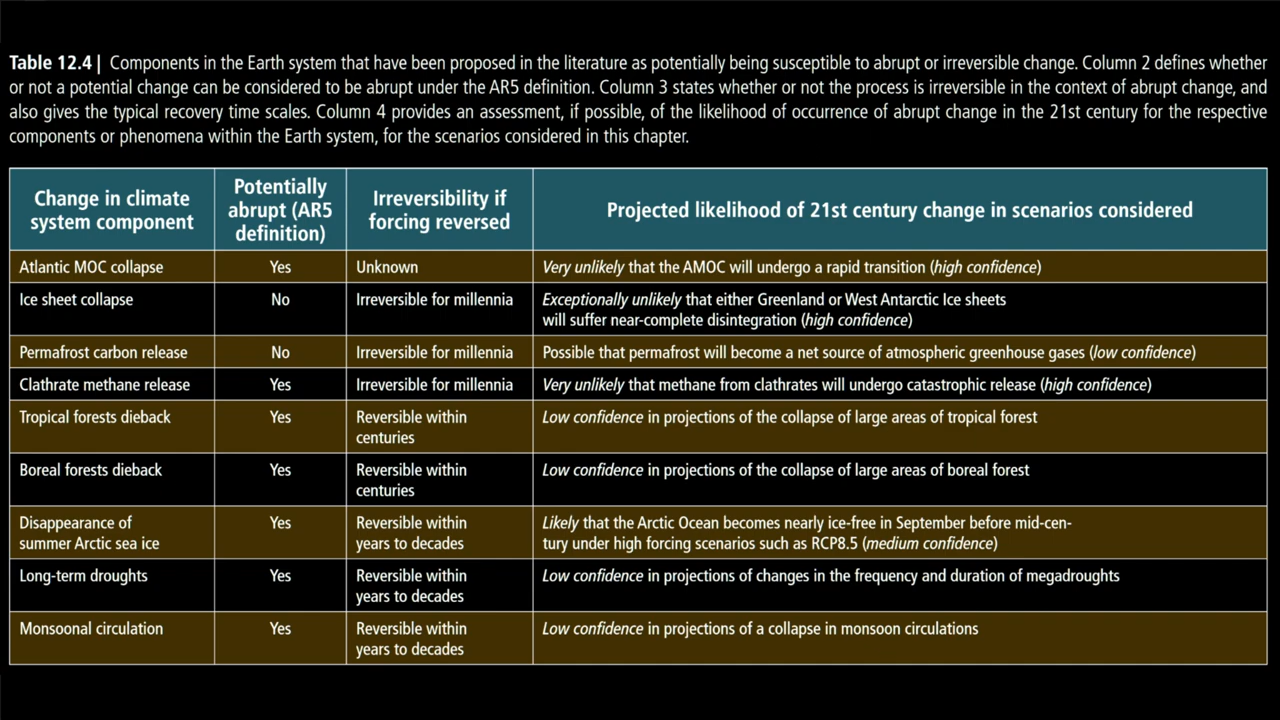 Table 12.4 | Components in the Earth system that have been proposed in the literature as potentially being susceptible to abrupt or irreversible change. Column 2 defines whether
or not a potential change can be considered to be abrupt under the AR5 definition. Column 3 states whether or not the process is irreversible in the context of abrupt change, and
also gives the typical recovery time scales. Column 4 provides an assessment, if possible, of the likelihood of occurrence of abrupt change in the 21st century for the respective
components or phenomena within the Earth system, for the scenarios considered in this chapter.
Change in climate
system component
Potentially
abrupt (AR5
definition)
Irreversibility if
forcing reversed
Projected likelihood of 21st century change in scenarios considered
Atlantic MOC collapse
Yes
Unknown
Very unlikely that the AMOC will undergo a rapid transition (high confidence)
Ice sheet collapse
No
Irreversible for millennia
Exceptionally unlikely that either Greenland or West Antarctic Ice sheets
will suffer near-complete disintegration (high confidence)
Permafrost carbon release
No
Irreversible for millennia
Possible that permafrost will become a net source of atmospheric greenhouse gases (low confidence)
Clathrate methane release
Yes
Irreversible for millennia
Very unlikely that methane from clathrates will undergo catastrophic release (high confidence)
Tropical forests dieback
Yes
Reversible within
centuries
Low confidence in projections of the collapse of large areas of tropical forest
Boreal forests dieback
Yes
Reversible within
centuries
Low confidence in projections of the collapse of large areas of boreal forest
Disappearance of
summer Arctic sea ice
Yes
Reversible within
years to decades
Likely that the Arctic Ocean becomes nearly ice-free in September before mid-cen-
tury under high forcing scenarios such as RCP8.5 (medium confidence)
Long-term droughts
Yes
Reversible within
years to decades
Low confidence in projections of changes in the frequency and duration of megadroughts
Monsoonal circulation
Yes
Reversible within
years to decades
Low confidence in projections of a collapse in monsoon circulations